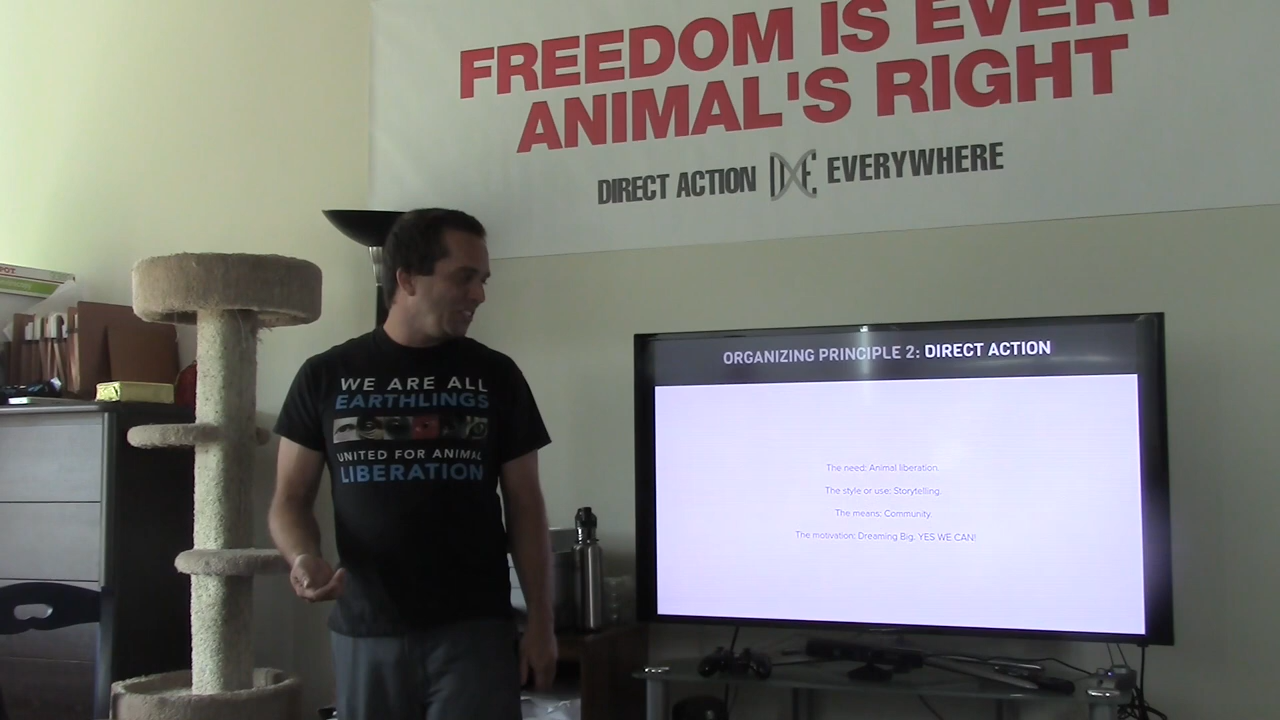 FREEDOM IS EVERY
ANIMAL'S RIGHT
DIRECT ACTION DXE EVERYWHERE
WE ARE ALL
EARTHLINGS
UNITED FOR ANIMAL
LIBERATION
ORGANIZING PRINCIPLE 2: DIRECT ACTION
The need: Animal liberation.
The style or use: Storytelling.
The means: Community.
The motivation: Dreaming Big. YES WE CAN!